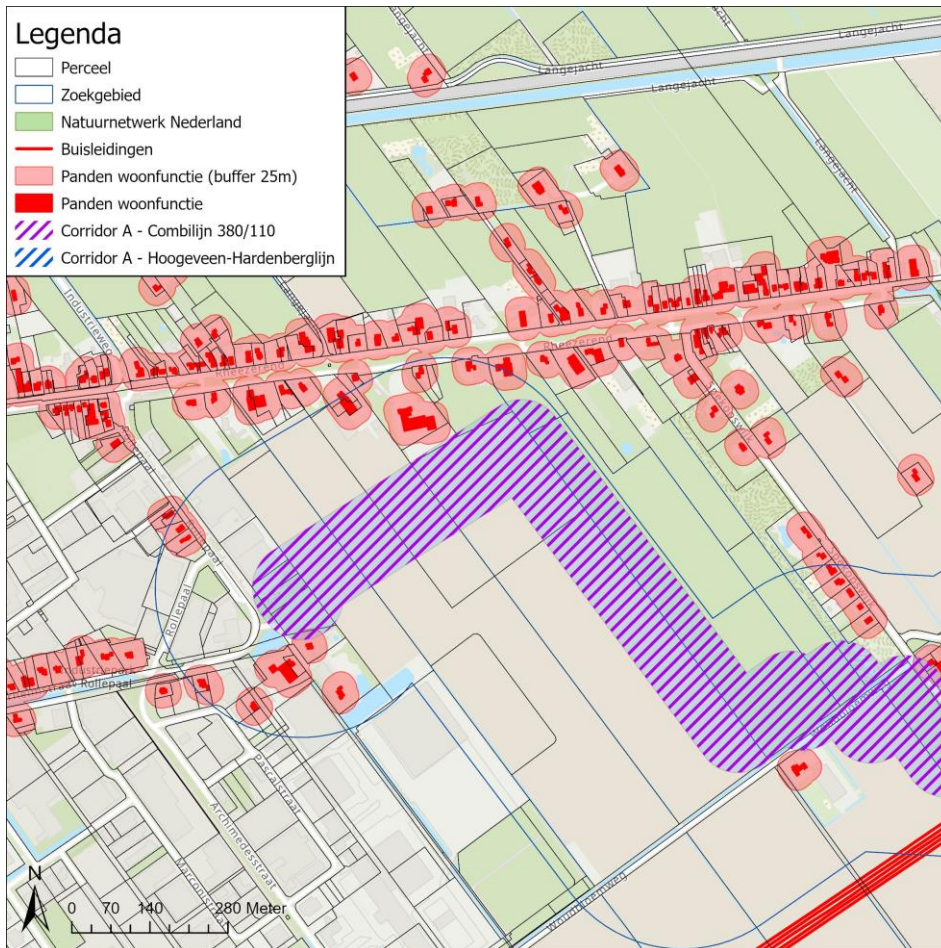 Legenda
Perceel
Zoekgebied
Natuurnetwerk Nederland
Buisleidingen
Panden woonfunctie (buffer 25m)
Panden woonfunctie
Corridor A - Combilijn 380/110
Corridor A - Hoogeveen-Hardenberglijn
Langejacht
Langejacht
Langejacht
Langejacht
Industrieweg
Rheezerend
Rheezerend
Rollepaal
Rollepaal
Pascalstraat
Archimedesstraat
Marconistraat
N
0 70 140 280 Meter